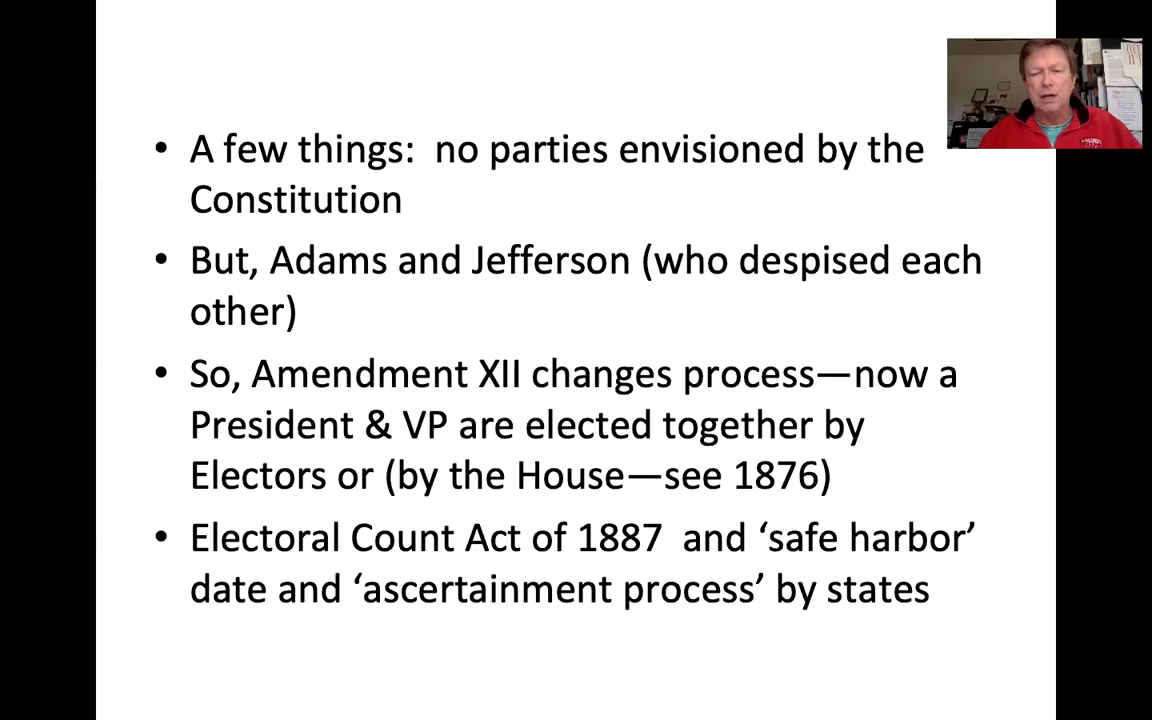 • A few things:  no parties envisioned by the
Constitution
• But, Adams and Jefferson (who despised each
other)
• So, Amendment XII changes process—now a
President & VP are elected together by
Electors or (by the House—see 1876)
• Electoral Count Act of 1887  and ‘safe harbor’
date and ‘ascertainment process’ by states